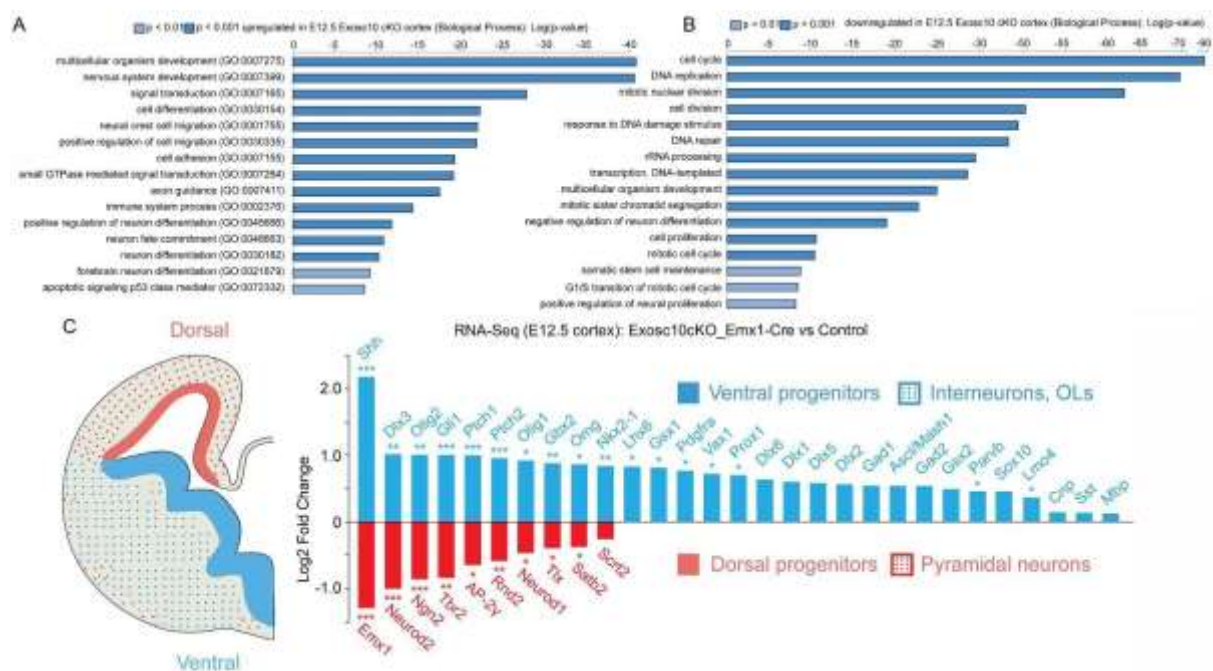 A
p < 0.01 p < 0.001 upregulated in E12.5 Exosc10 cKO cortex (Biological Process): Log(p-value)
0 -5 -10 -15 -20 -25 -30 -35 -40
multicellular organism development (GO:0007275)
nervous system development (GO:0007399)
signal transduction (GO:0007165)
cell differentiation (GO:0030154)
neural crest cell migration (GO:0001755)
positive regulation of cell migration (GO:0030335)
cell adhesion (GO:0007155)
small GTPase mediated signal transduction (GO:0007264)
axon guidance (GO:0007411)
immune system process (GO:0002376)
positive regulation of neuron differentiation (GO:0045666)
neuron fate commitment (GO:0048663)
neuron differentiation (GO:0030182)
forebrain neuron differentiation (GO:0021879)
apoptotic signaling p53 class mediator (GO:0072332)
B
p = 0.01 p = 0.001 downregulated in E12.5 Exosc10 cKO cortex (Biological Process): Log(p-value)
0 -5 -10 -15 -20 -25 -35 -45 -55 -65 -70 -80
cell cycle
DNA replication
mitotic nuclear division
cell division
response to DNA damage stimulus
DNA repair
rRNA processing
transcription, DNA-templated
multicellular organism development
mitotic sister chromatid segregation
negative regulation of neuron differentiation
cell proliferation
mitotic cell cycle
somatic stem cell maintenance
G1/S transition of mitotic cell cycle
positive regulation of neural proliferation
C
Dorsal
Ventral
RNA-Seq (E12.5 cortex): Exosc10cKO_Emx1-Cre vs Control
Log2 Fold Change
2.0
1.0
0
-1.0
Ventral progenitors
Interneurons, OLs
Dorsal progenitors
Pyramidal neurons
Shh
***
Dlx3
**
Olig2
**
Gli1
***
Ptch1
***
Ptch2
***
Olig1
*
Gbx2
**
Omg
*
Nkx2-1
**
Lhx6
*
Gsx1
*
Pdgfra
*
Vax1
*
Prox1
*
Dlx6
Dlx1
Dlx5
Dlx2
Gad1
Ascl/Mash1
Gad2
Gsx2
Parvb
*
Sox10
Lmo4
*
Cnp
Sst
Mbp
***
Emx1
***
Neurod2
***
Ngn2
**
Tbr2
*
AP-2γ
**
Rnd2
*
Neurod1
*
Tlx
*
Satb2
Scrt2